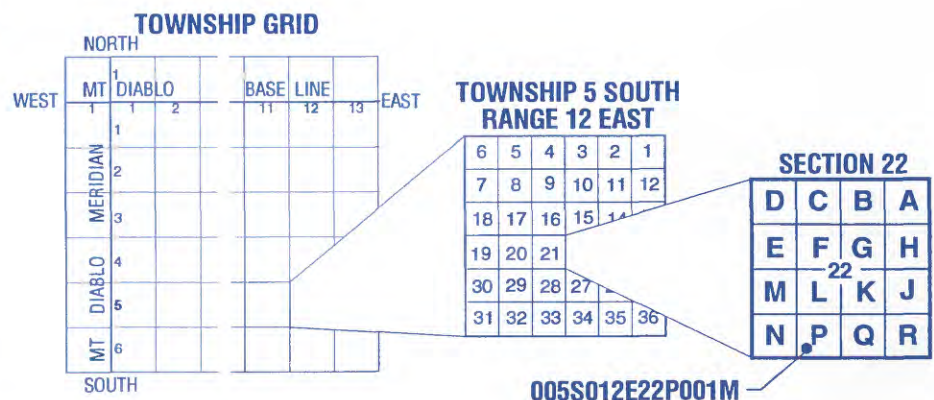 TOWNSHIP GRID
NORTH
WEST
MT DIABLO BASE LINE
EAST
1
1 1 2 11 12 13
1
2
3
4
5
6
MT DIABLO MERIDIAN
SOUTH
TOWNSHIP 5 SOUTH
RANGE 12 EAST
6 5 4 3 2 1
7 8 9 10 11 12
18 17 16 15 14
19 20 21
30 29 28 27
31 32 33 34 35 36
SECTION 22
D C B A
E F G H
22
M L K J
N P Q R
005S012E22P001M